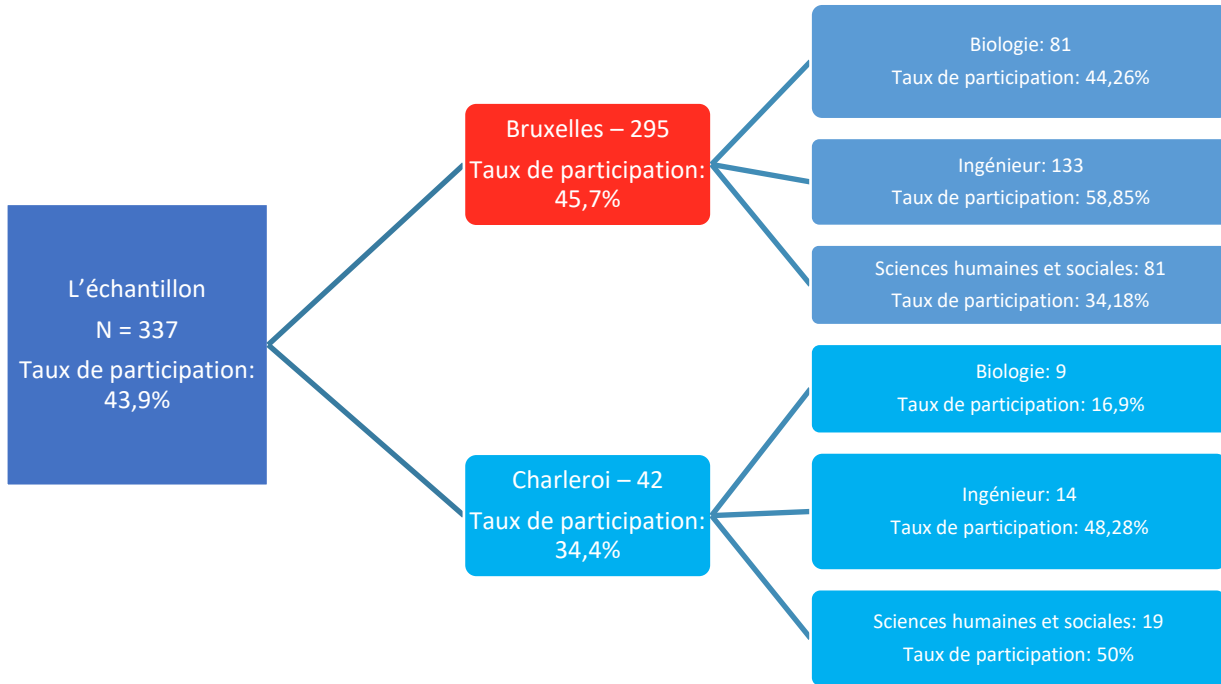 L'échantillon
N = 337
Taux de participation:
43,9%
Bruxelles – 295
Taux de participation:
45,7%
Biologie: 81
Taux de participation: 44,26%
Ingénieur: 133
Taux de participation: 58,85%
Sciences humaines et sociales: 81
Taux de participation: 34,18%
Charleroi – 42
Taux de participation:
34,4%
Biologie: 9
Taux de participation: 16,9%
Ingénieur: 14
Taux de participation: 48,28%
Sciences humaines et sociales: 19
Taux de participation: 50%